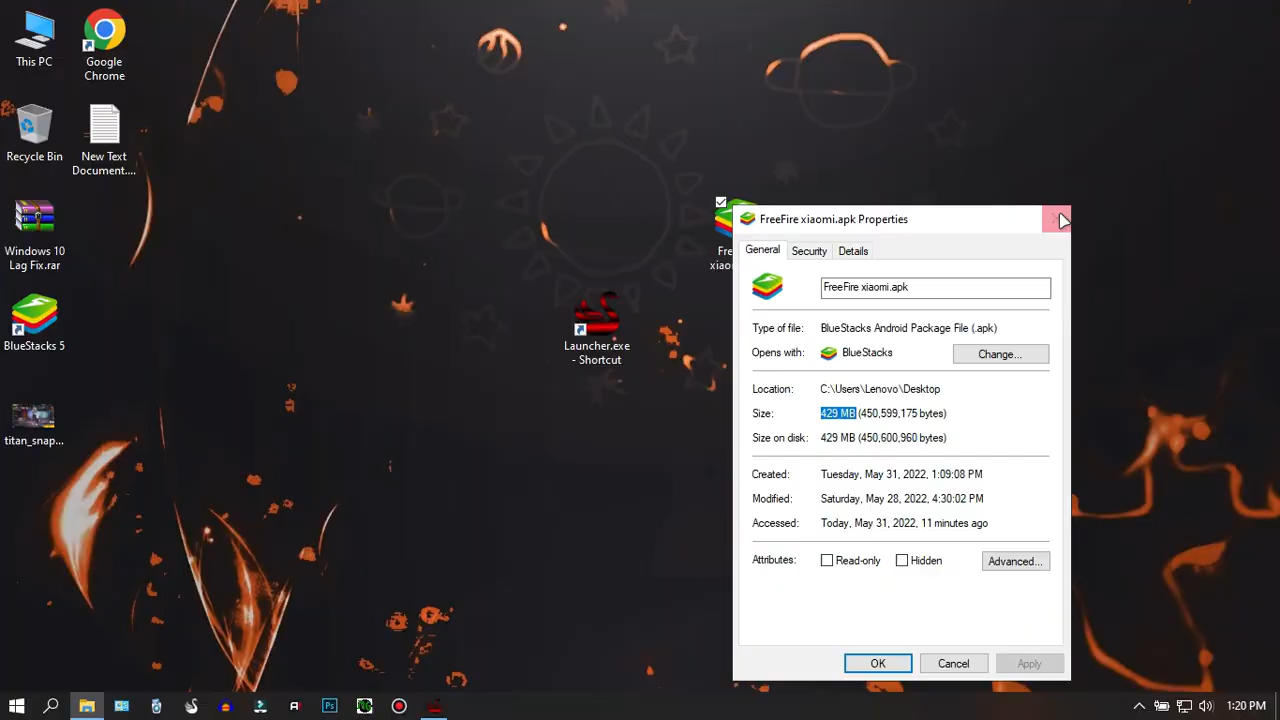 This PC
Google
Chrome
Recycle Bin
New Text
Document....
Windows 10
Lag Fix.rar
BlueStacks 5
titan_snap...
Launcher.exe
- Shortcut
FreeFire xiaomi.apk Properties
General
Security
Details
FreeFire xiaomi.apk
Type of file:
BlueStacks Android Package File (.apk)
Opens with:
BlueStacks
Change...
Location:
C:\Users\Lenovo\Desktop
Size:
429 MB (450,599,175 bytes)
Size on disk:
429 MB (450,600,960 bytes)
Created:
Tuesday, May 31, 2022, 1:09:08 PM
Modified:
Saturday, May 28, 2022, 4:30:02 PM
Accessed:
Today, May 31, 2022, 11 minutes ago
Attributes:
Read-only
Hidden
Advanced...
OK
Cancel
Apply
Ps
1:20 PM